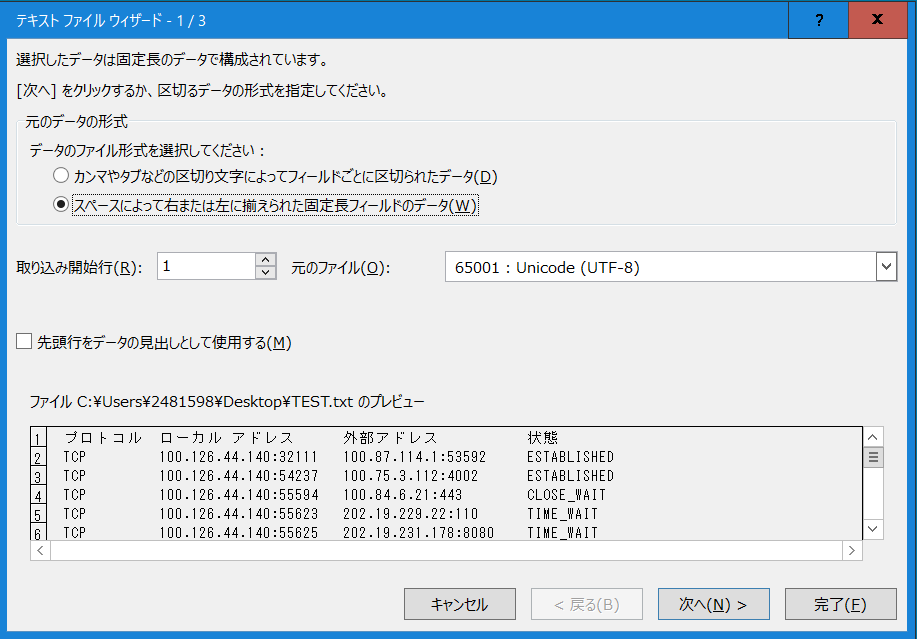 テキスト ファイル ウィザード - 1 / 3
? x
選択したデータは固定長のデータで構成されています。
[次へ] をクリックするか、区切るデータの形式を指定してください。
元のデータの形式
データのファイル形式を選択してください：
カンマやタブなどの区切り文字によってフィールドごとに区切られたデータ(D)
スペースによって右または左に揃えられた固定長フィールドのデータ(W)
取り込み開始行(R): 1 元のファイル(O): 65001 : Unicode (UTF-8)
先頭行をデータの見出しとして使用する(M)
ファイル C:¥Users¥2481598¥Desktop¥TEST.txt のプレビュー
1 プロトコル ローカル アドレス 外部アドレス 状態
2 TCP 100.126.44.140:32111 100.87.114.1:53592 ESTABLISHED
3 TCP 100.126.44.140:54237 100.75.3.112:4002 ESTABLISHED
4 TCP 100.126.44.140:55594 100.84.6.21:443 CLOSE_WAIT
5 TCP 100.126.44.140:55623 202.19.229.22:110 TIME_WAIT
6 TCP 100.126.44.140:55625 202.19.231.178:8080 TIME_WAIT
キャンセル < 戻る(B) 次へ(N) > 完了(F)